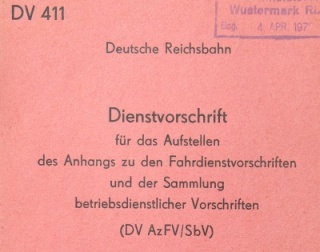 DV 411
Wustermark
Eing. 4. APR. 197
Deutsche Reichsbahn
Dienstvorschrift
für das Aufstellen
des Anhangs zu den Fahrdienstvorschriften
und der Sammlung
betriebsdienstlicher Vorschriften
(DV AzFV/SbV)